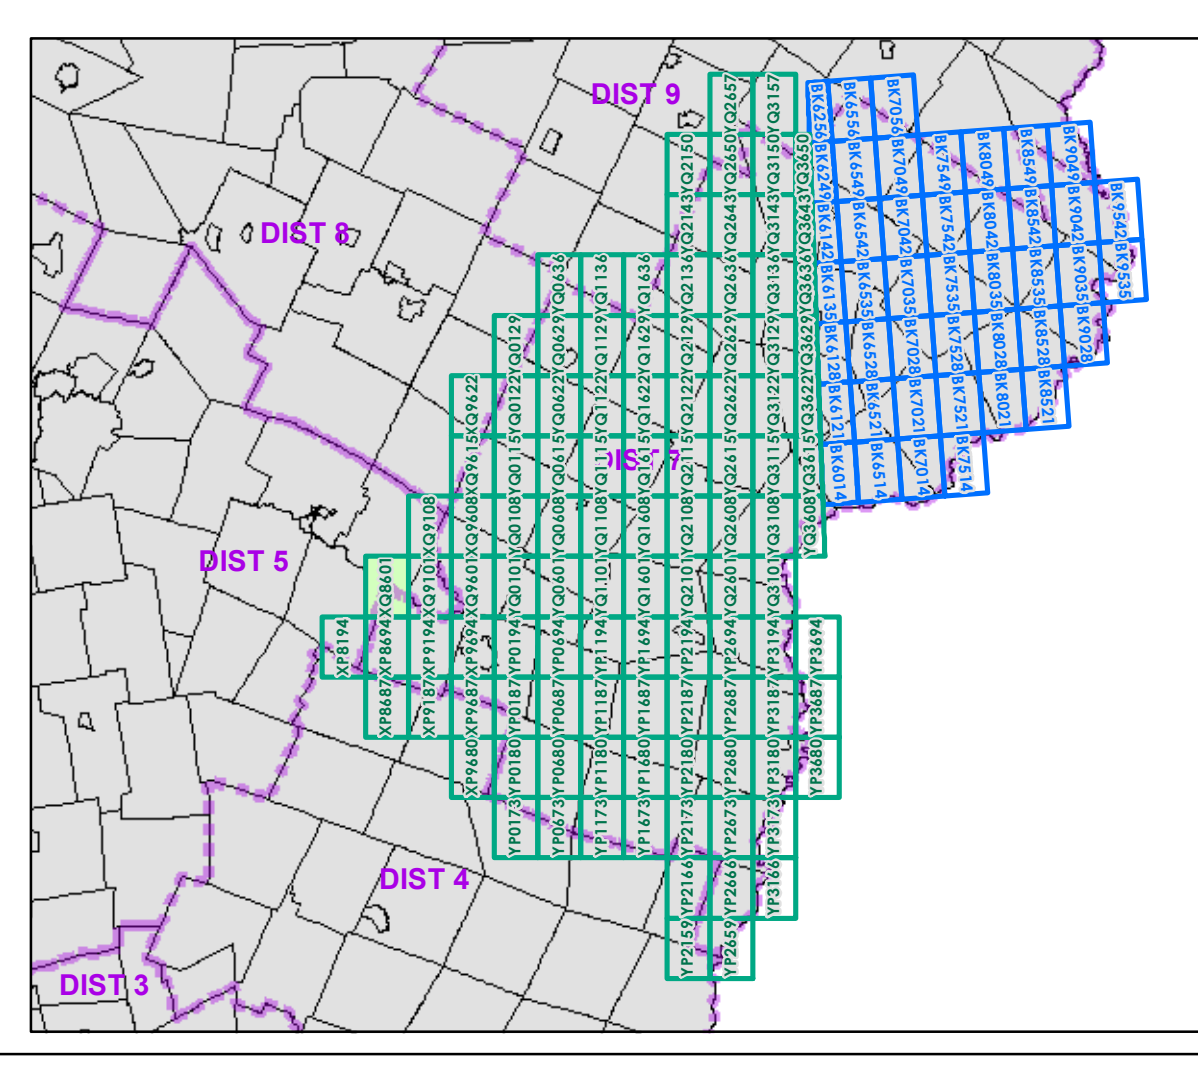 DIST 9
DIST 8
DIST 7
DIST 5
DIST 4
DIST 3
YQ2657 YQ3157
YQ2150 YQ2650 YQ3150 YQ3650
YQ2143 YQ2643 YQ3143 YQ3643
YQ0636 YQ1136 YQ1636 YQ2136 YQ2636 YQ3136 YQ3636
YQ0129 YQ0629 YQ1129 YQ1629 YQ2129 YQ2629 YQ3129 YQ3629
XQ9622 YQ0122 YQ0622 YQ1122 YQ1622 YQ2122 YQ2622 YQ3122 YQ3622
XQ9615 YQ0115 YQ0615 YQ1115 YQ1615 YQ2115 YQ2615 YQ3115 YQ3615
XQ9108 XQ9608 YQ0108 YQ0608 YQ1108 YQ1608 YQ2108 YQ2608 YQ3108 YQ3608
XQ8601 XQ9101 XQ9601 YQ0101 YQ0601 YQ1101 YQ1601 YQ2101 YQ2601 YQ3101
XP8194 XP8694 XP9194 XP9694 YP0194 YP0694 YP1194 YP1694 YP2194 YP2694 YP3194 YP3694
XP8687 XP9187 XP9687 YP0187 YP0687 YP1187 YP1687 YP2187 YP2687 YP3187 YP3687
XP9680 YP0180 YP0680 YP1180 YP1680 YP2180 YP2680 YP3180 YP3680
YP0173 YP0673 YP1173 YP1673 YP2173 YP2673 YP3173
YP2166 YP2666 YP3166
YP2159 YP2659
BK6256 BK6556 BK7056
BK6249 BK6549 BK7049 BK7549 BK8049 BK8549 BK9049
BK6142 BK6542 BK7042 BK7542 BK8042 BK8542 BK9042 BK9542
BK6135 BK6535 BK7035 BK7535 BK8035 BK8535 BK9035 BK9535
BK6128 BK6528 BK7028 BK7528 BK8028 BK8528 BK9028
BK6121 BK6521 BK7021 BK7521 BK8021 BK8521
BK6014 BK6514 BK7014 BK7514